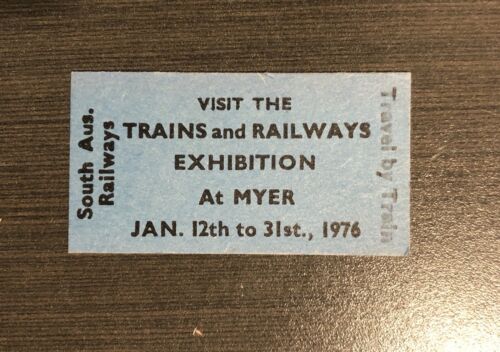 South Aus.
Railways
VISIT THE
TRAINS and RAILWAYS
EXHIBITION
At MYER
JAN. 12th to 31st., 1976
Travel by Train